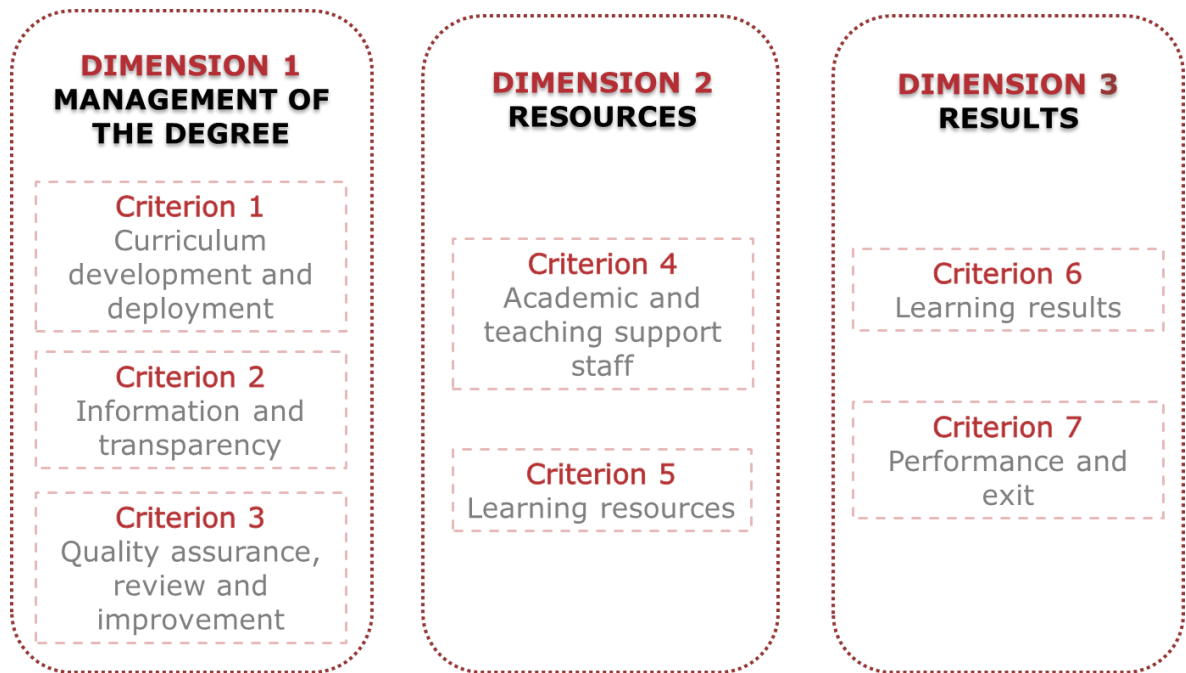 DIMENSION 1
MANAGEMENT OF
THE DEGREE
Criterion 1
Curriculum
development and
deployment
Criterion 2
Information and
transparency
Criterion 3
Quality assurance,
review and
improvement
DIMENSION 2
RESOURCES
Criterion 4
Academic and
teaching support
staff
Criterion 5
Learning resources
DIMENSION 3
RESULTS
Criterion 6
Learning results
Criterion 7
Performance and
exit